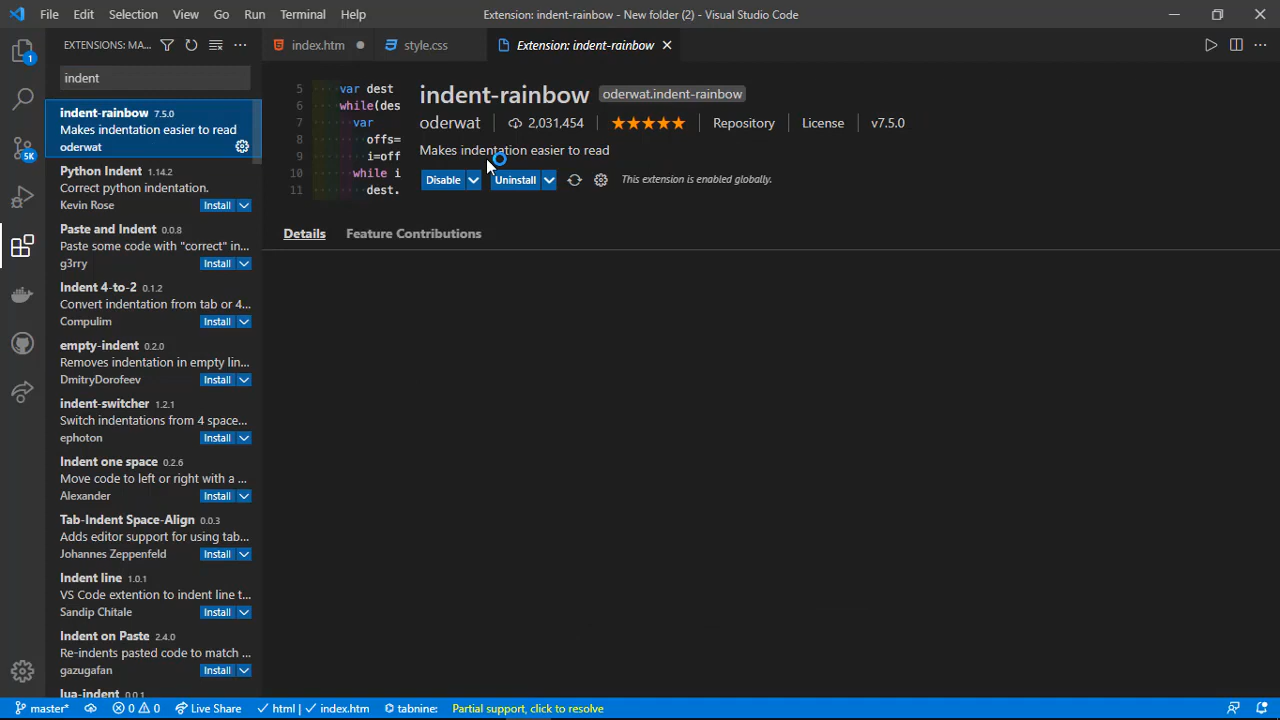 File Edit Selection View Go Run Terminal Help
Extension: indent-rainbow - New folder (2) - Visual Studio Code
EXTENSIONS: MA...
index.htm
style.css
Extension: indent-rainbow
1
indent
5K
indent-rainbow 7.5.0
Makes indentation easier to read
oderwat
Python Indent 1.14.2
Correct python indentation.
Kevin Rose Install
Paste and Indent 0.0.8
Paste some code with "correct" in...
g3rry Install
Indent 4-to-2 0.1.2
Convert indentation from tab or 4...
Compulim Install
empty-indent 0.2.0
Removes indentation in empty lin...
DmitryDorofeev Install
indent-switcher 1.2.1
Switch indentations from 4 space...
ephoton Install
Indent one space 0.2.6
Move code to left or right with a ...
Alexander Install
Tab-Indent Space-Align 0.0.3
Adds editor support for using tab...
Johannes Zeppenfeld Install
Indent line 1.0.1
VS Code extention to indent line t...
Sandip Chitale Install
Indent on Paste 2.4.0
Re-indents pasted code to match ...
gazugafan Install
lua-indent 0.0.1
5 var dest
6 while(des
7 var
8 offs=
9 i=off
10 while i
11 dest.
indent-rainbow oderwat.indent-rainbow
oderwat 2,031,454 Repository License v7.5.0
Makes indentation easier to read
Disable Uninstall This extension is enabled globally.
Details Feature Contributions
master* 0 0 Live Share html index.htm tabnine: Partial support, click to resolve